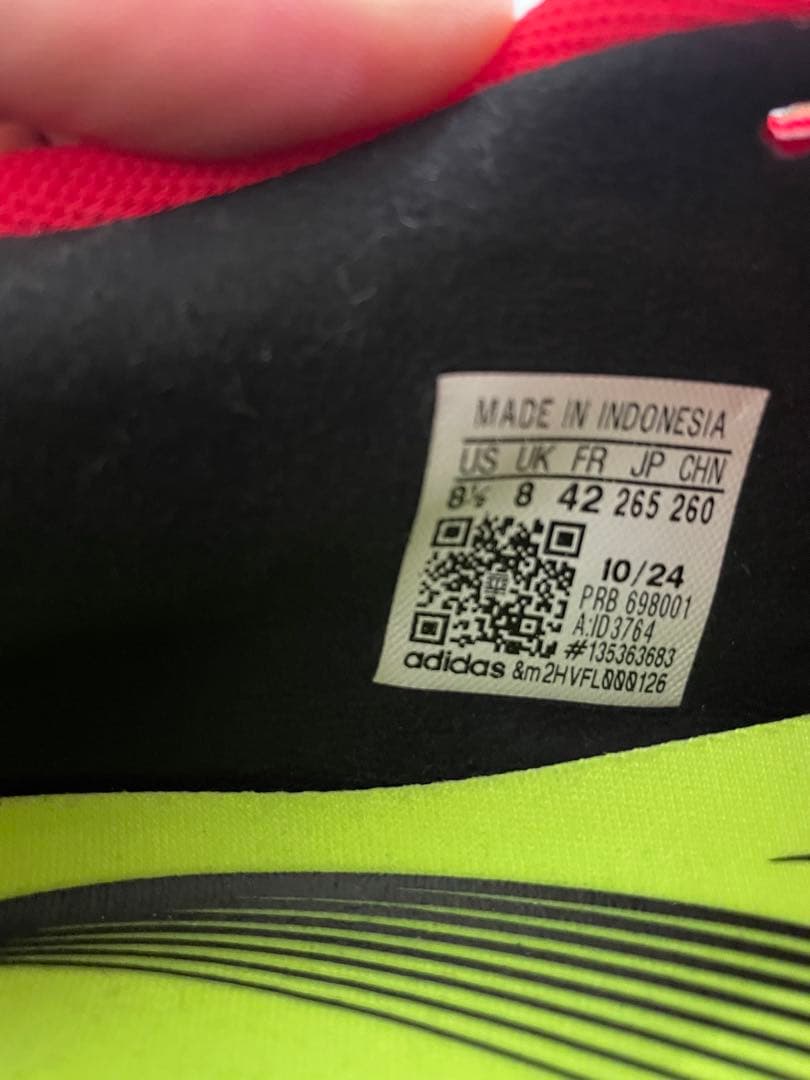 MADE IN INDONESIA
US UK FR JP CHN
8½ 8 42 265 260
10/24
PRB 698001
A:ID3764
#135363683
adidas &m2HVFL000126